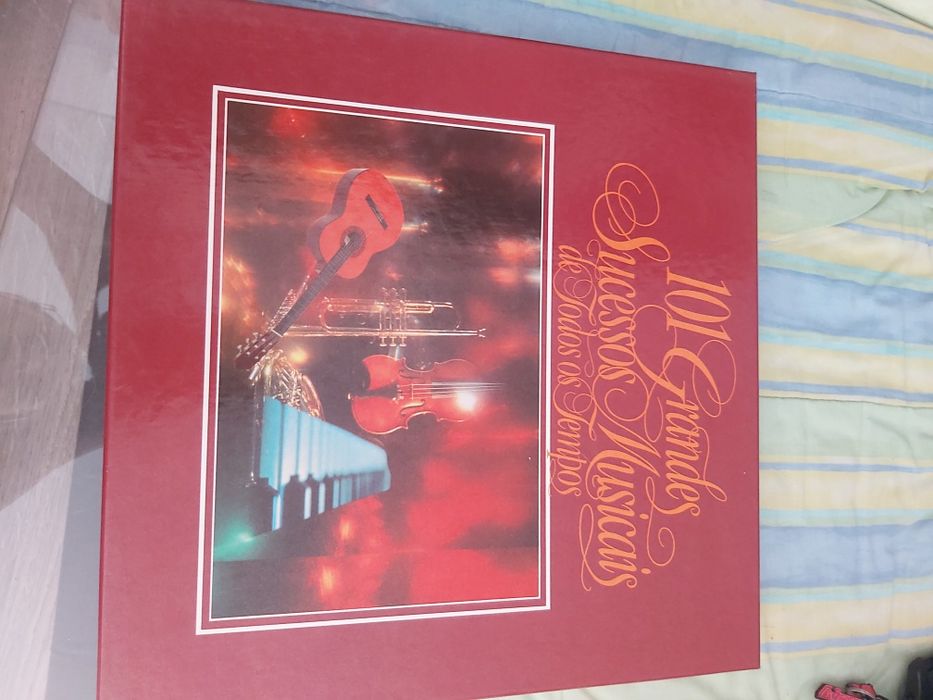 101 Grandes
Sucessos Musicais
de Todos os Tempos